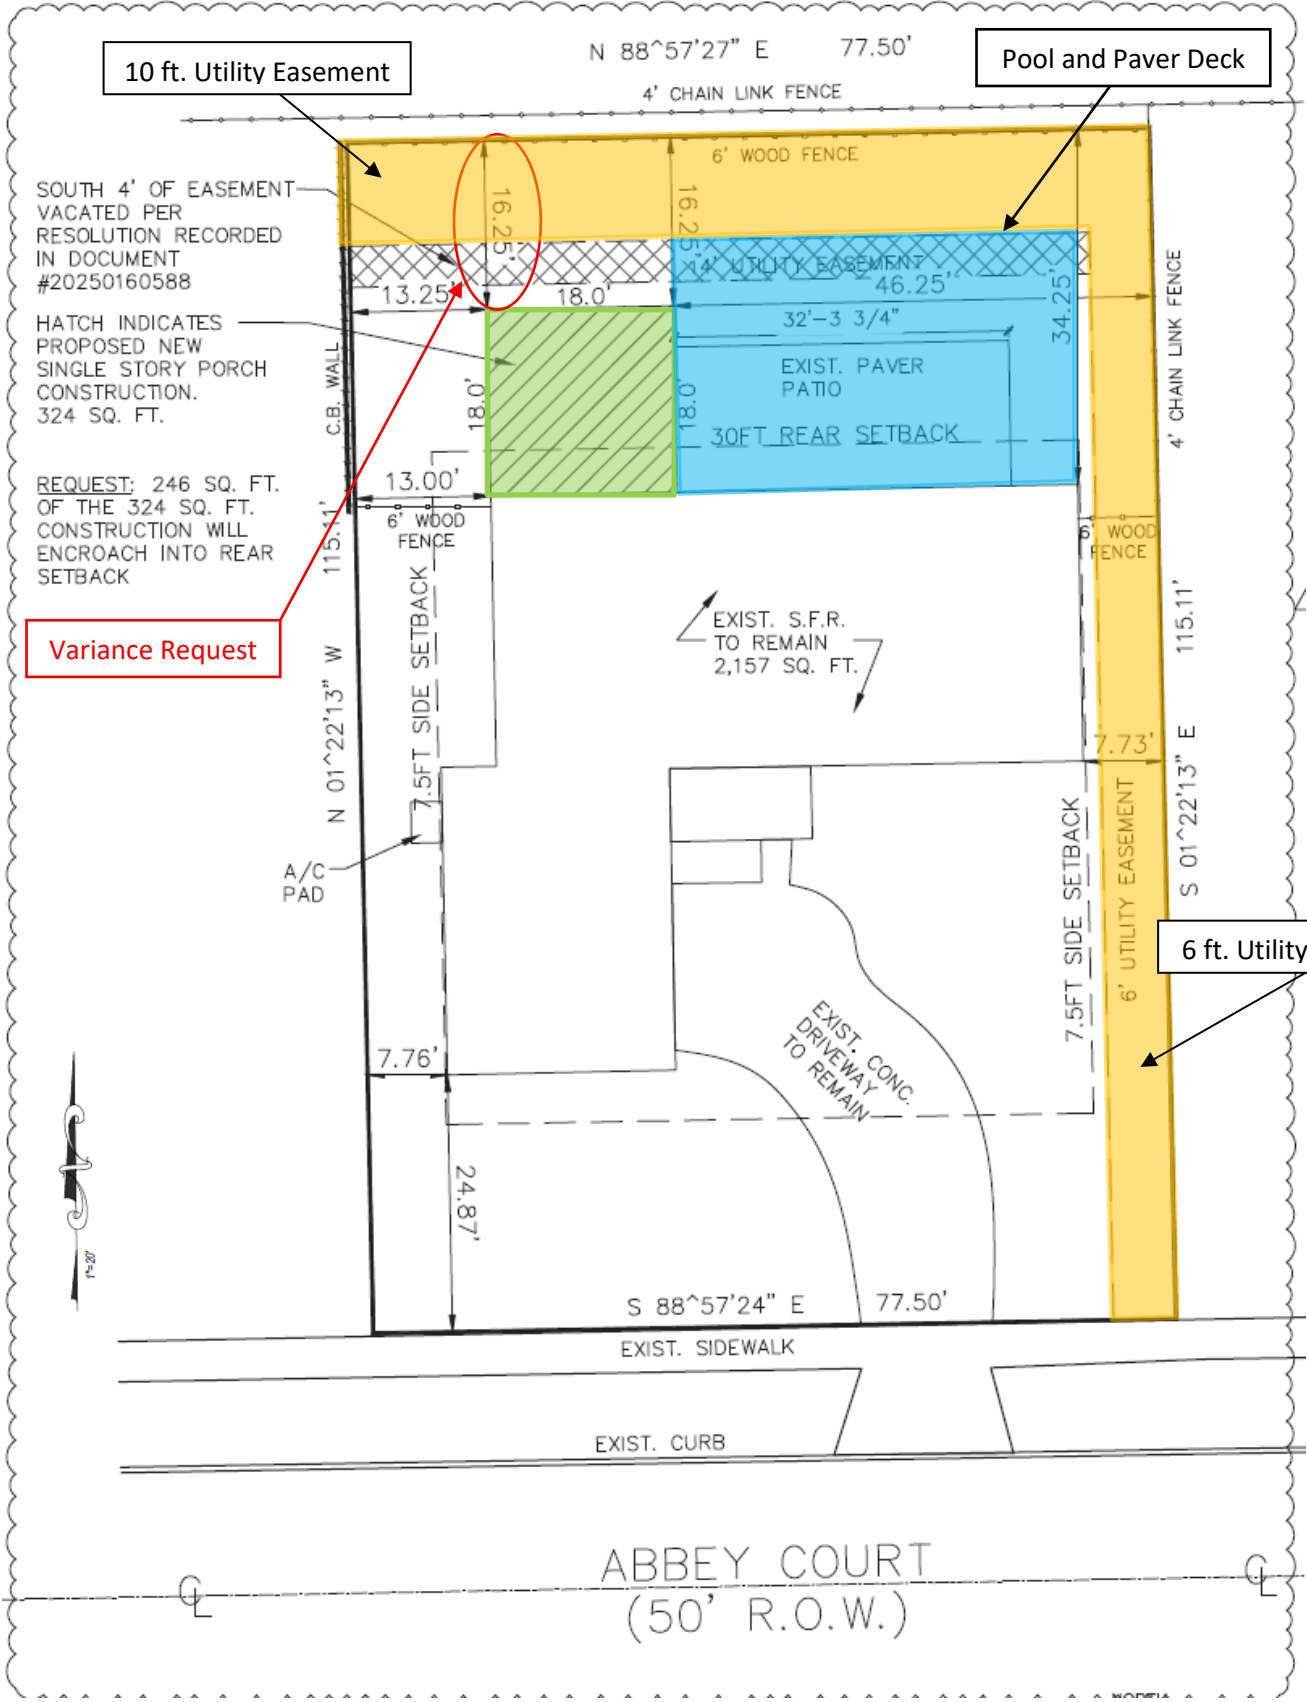 N 88^57'27" E 77.50'
10 ft. Utility Easement
Pool and Paver Deck
4' CHAIN LINK FENCE
6' WOOD FENCE
SOUTH 4' OF EASEMENT
VACATED PER
RESOLUTION RECORDED
IN DOCUMENT
#20250160588
16.25'
16.25'
14' UTILITY EASEMENT
13.25'
18.0'
46.25'
34.25'
4' CHAIN LINK FENCE
HATCH INDICATES
PROPOSED NEW
SINGLE STORY PORCH
CONSTRUCTION.
324 SQ. FT.
32'-3 3/4"
EXIST. PAVER
PATIO
C.B. WALL
18.0'
18.0'
30FT REAR SETBACK
REQUEST: 246 SQ. FT.
OF THE 324 SQ. FT.
CONSTRUCTION WILL
ENCROACH INTO REAR
SETBACK
13.00'
6' WOOD
FENCE
6' WOOD
FENCE
115.11'
115.11'
Variance Request
7.5FT SIDE SETBACK
EXIST. S.F.R.
TO REMAIN
2,157 SQ. FT.
N 01^22'13" W
S 01^22'13" E
7.73'
A/C
PAD
7.5FT SIDE SETBACK
6' UTILITY EASEMENT
6 ft. Utility
EXIST. CONC.
DRIVEWAY
TO REMAIN
7.76'
24.87'
1"=20'
S 88^57'24" E 77.50'
EXIST. SIDEWALK
EXIST. CURB
ABBEY COURT
(50' R.O.W.)
CL
CL
NORTH